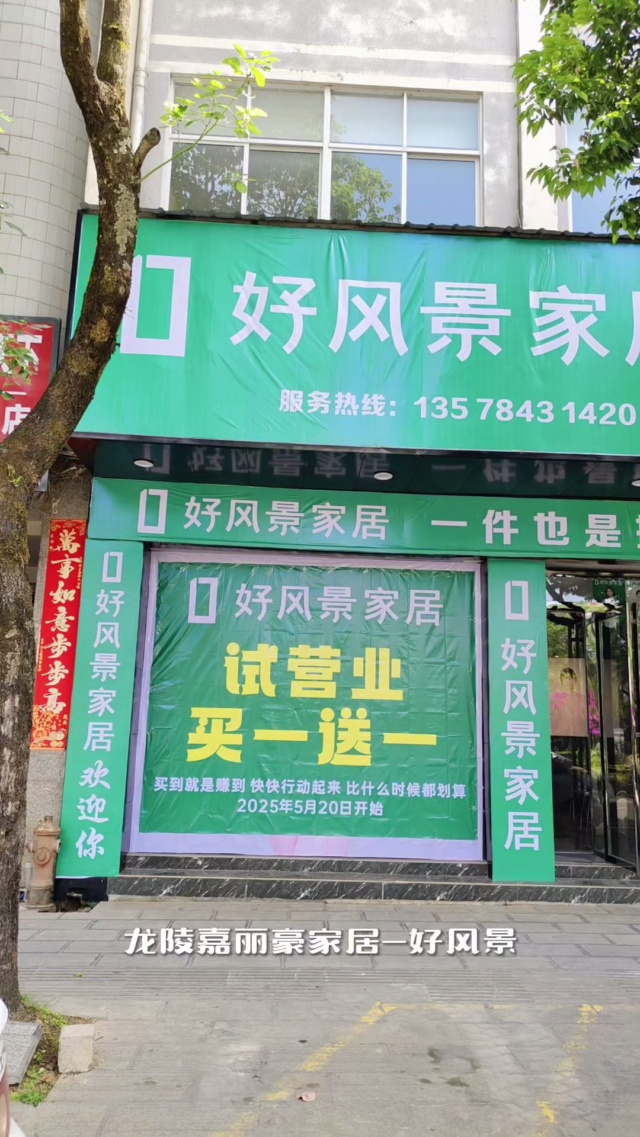 好风景家居
服务热线：135 7843 1420
好风景家居 一件也是
店
萬事如意步步高
好风景家居欢迎你
好风景家居
试营业
买一送一
买到就是赚到 快快行动起来 比什么时候都划算
2025年5月20日开始
好风景家居
龙陵嘉丽豪家居—好风景